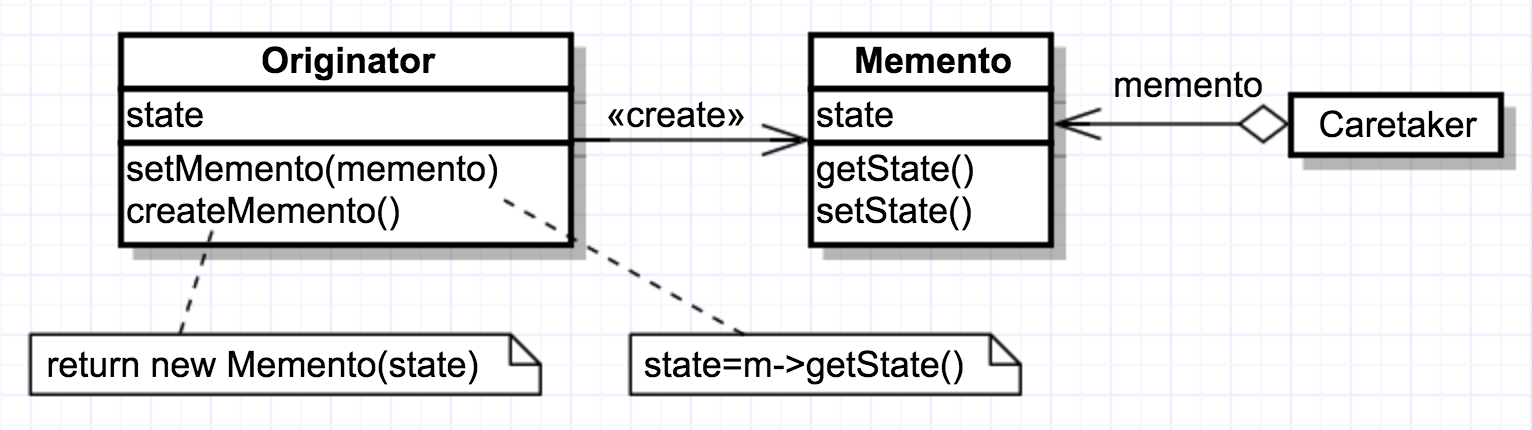 Originator
state
setMemento(memento)
createMemento()
«create»
Memento
state
getState()
setState()
memento
Caretaker
return new Memento(state)
state=m->getState()